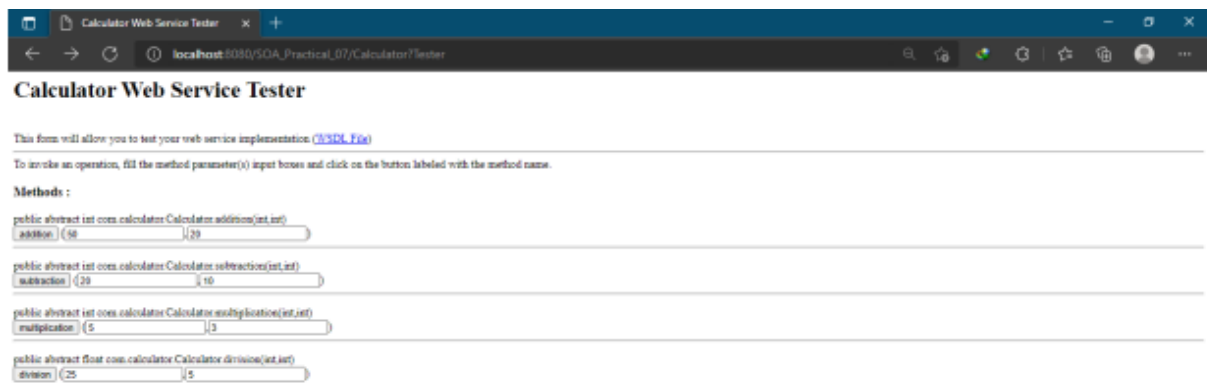 Calculator Web Service Tester
localhost:8080/SOA_Practical_07/Calculator?Tester
Calculator Web Service Tester
This form will allow you to test your web service implementation (WSDL File)
To invoke an operation, fill the method parameter(s) input boxes and click on the button labeled with the method name.
Methods :
public abstract int com.calculator.Calculator.addition(int,int)
addition (50 ,20 )
public abstract int com.calculator.Calculator.subtraction(int,int)
subtraction (20 ,10 )
public abstract int com.calculator.Calculator.multiplication(int,int)
multiplication (5 ,3 )
public abstract float com.calculator.Calculator.division(int,int)
division (25 ,5 )